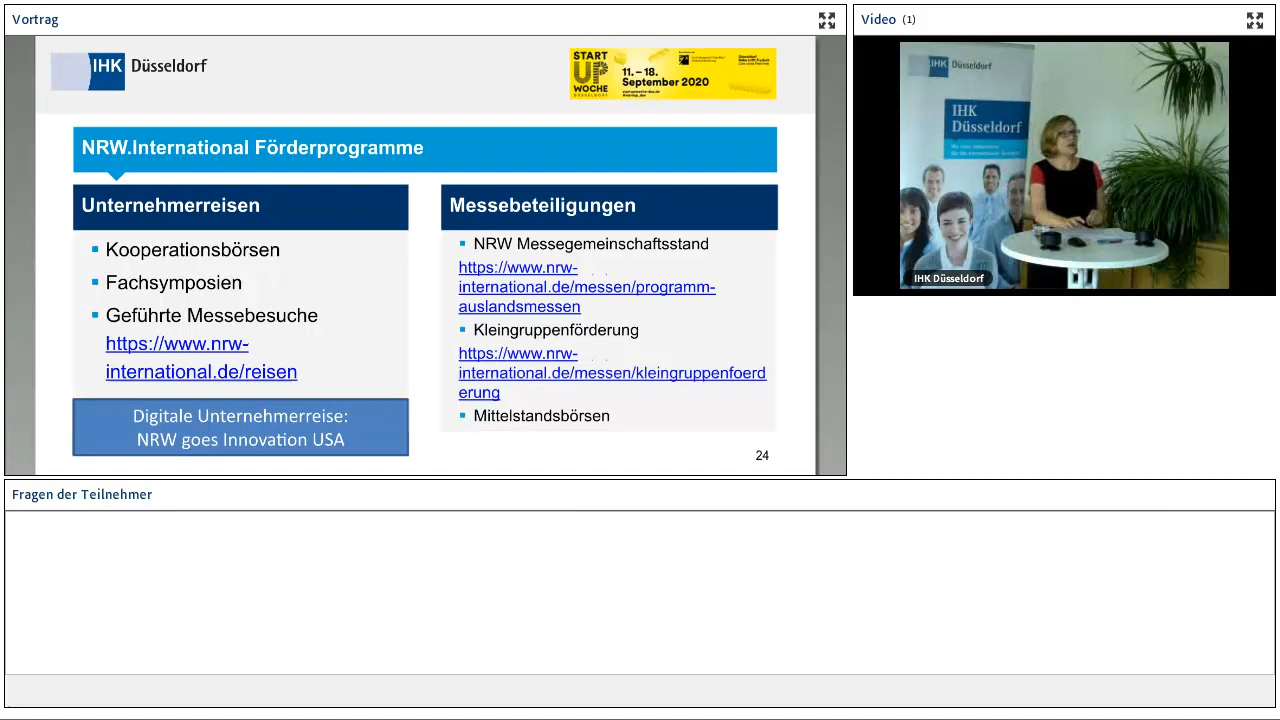 Vortrag
IHK Düsseldorf
START
UP
WOCHE
DÜSSELDORF
11. – 18.
September 2020
NRW.International Förderprogramme
Unternehmerreisen
Kooperationsbörsen
Fachsymposien
Geführte Messebesuche
https://www.nrw-
international.de/reisen
Digitale Unternehmerreise:
NRW goes Innovation USA
Messebeteiligungen
NRW Messegemeinschaftsstand
https://www.nrw-
international.de/messen/programm-
auslandsmessen
Kleingruppenförderung
https://www.nrw-
international.de/messen/kleingruppenfoerd
erung
Mittelstandsbörsen
24
Video (1)
IHK Düsseldorf
IHK
Düsseldorf
IHK Düsseldorf
Fragen der Teilnehmer